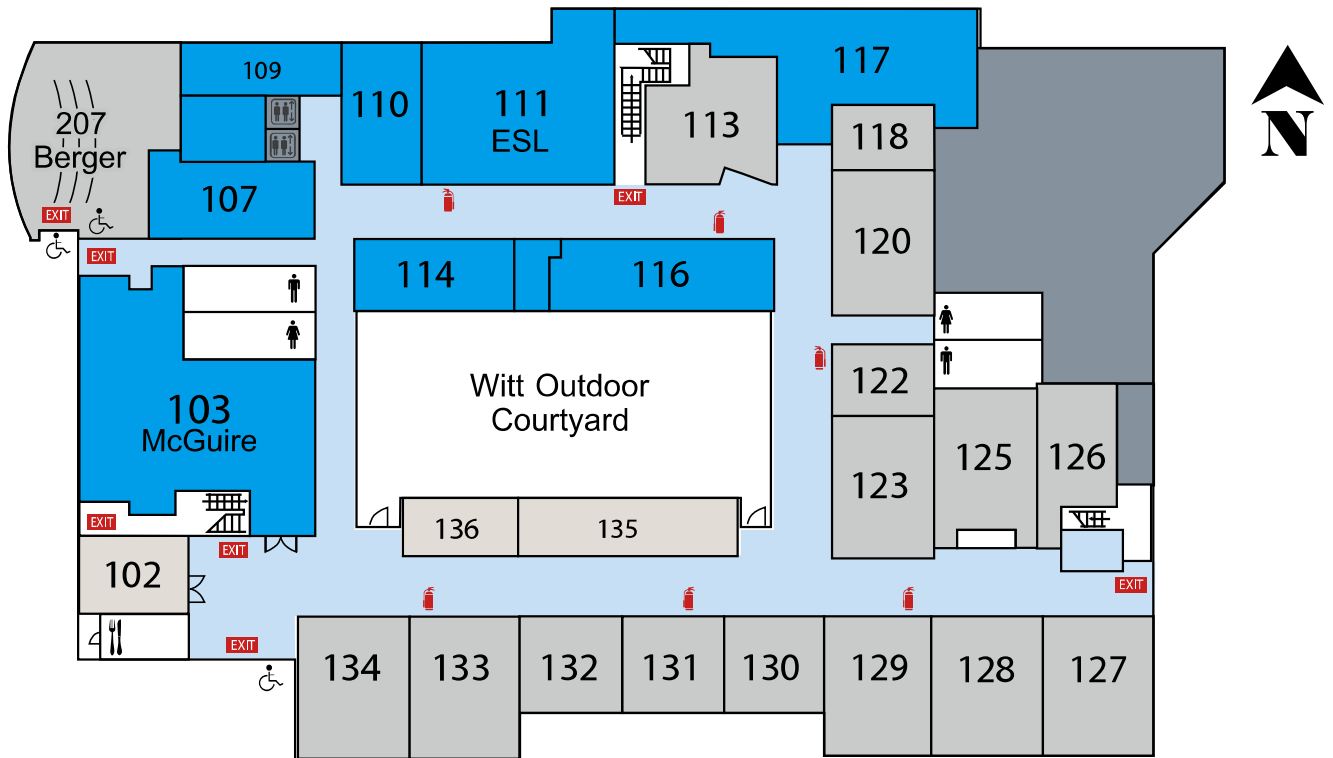 117
109
110
111
ESL
113
118
207
Berger
107
EXIT
EXIT
EXIT
N
120
114
116
122
Witt Outdoor
Courtyard
103
McGuire
123
125
126
EXIT
EXIT
136
135
102
EXIT
EXIT
134
133
132
131
130
129
128
127